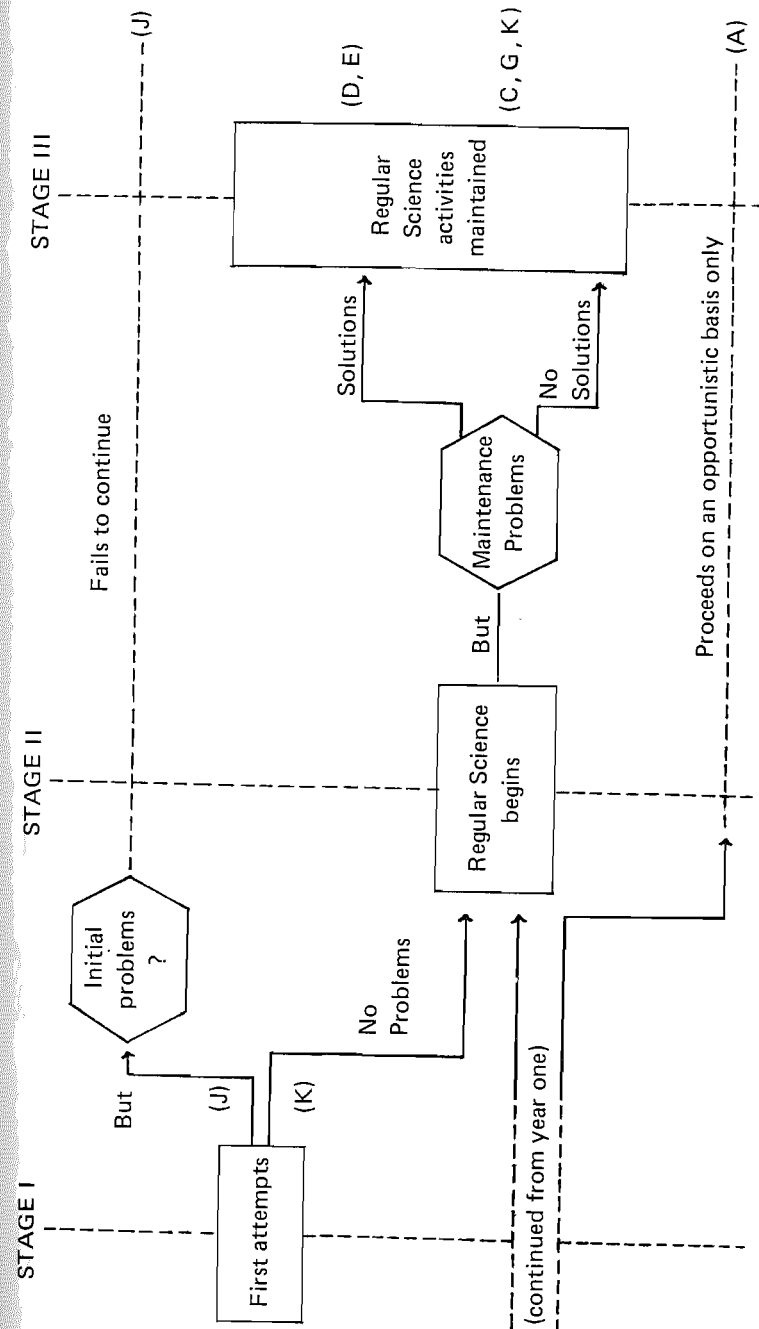 STAGE I
STAGE II
STAGE III
First attempts
But
(J)
(K)
Initial
problems
?
No
Problems
Fails to continue
(J)
(continued from year one)
Regular Science
begins
But
Maintenance
Problems
Solutions
No
Solutions
Regular
Science
activities
maintained
(D, E)
(C, G, K)
Proceeds on an opportunistic basis only
(A)